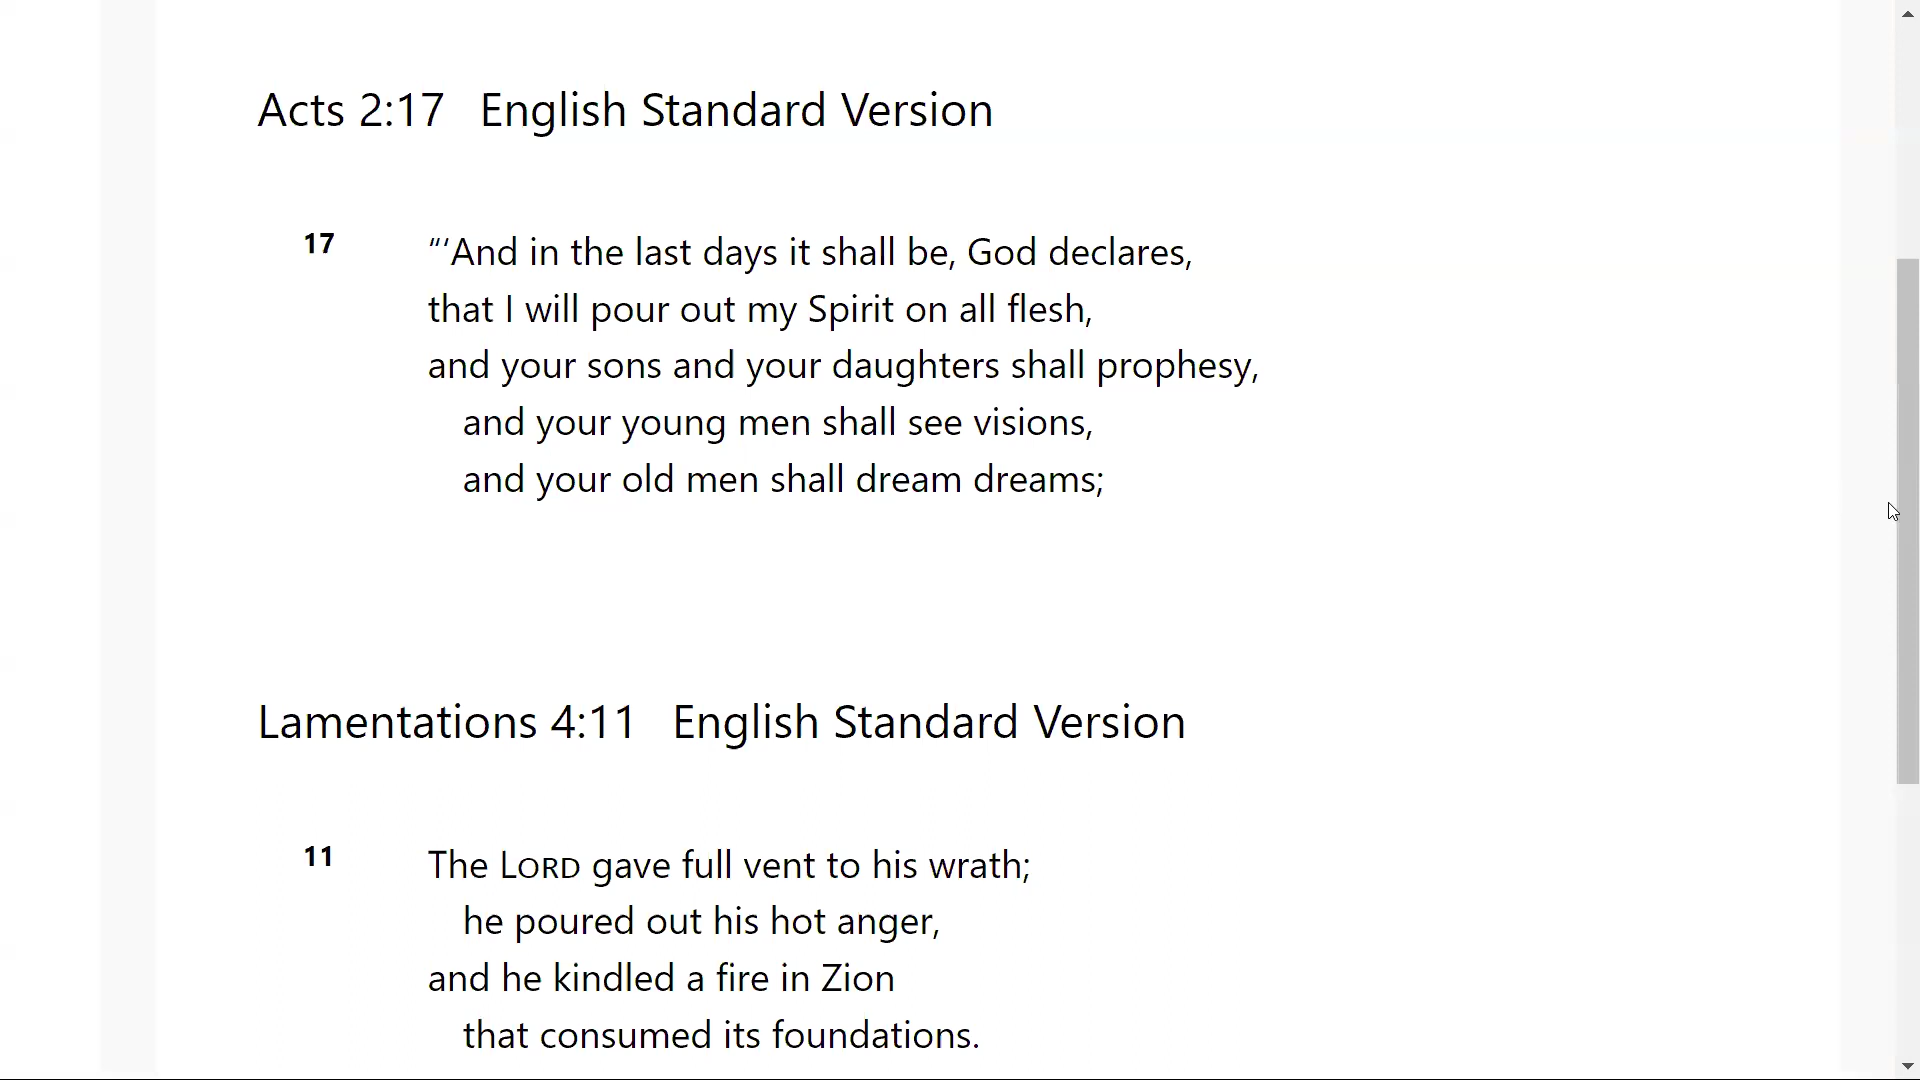 Acts 2:17 English Standard Version
17 “‘And in the last days it shall be, God declares,
that I will pour out my Spirit on all flesh,
and your sons and your daughters shall prophesy,
and your young men shall see visions,
and your old men shall dream dreams;
Lamentations 4:11 English Standard Version
11 The LORD gave full vent to his wrath;
he poured out his hot anger,
and he kindled a fire in Zion
that consumed its foundations.